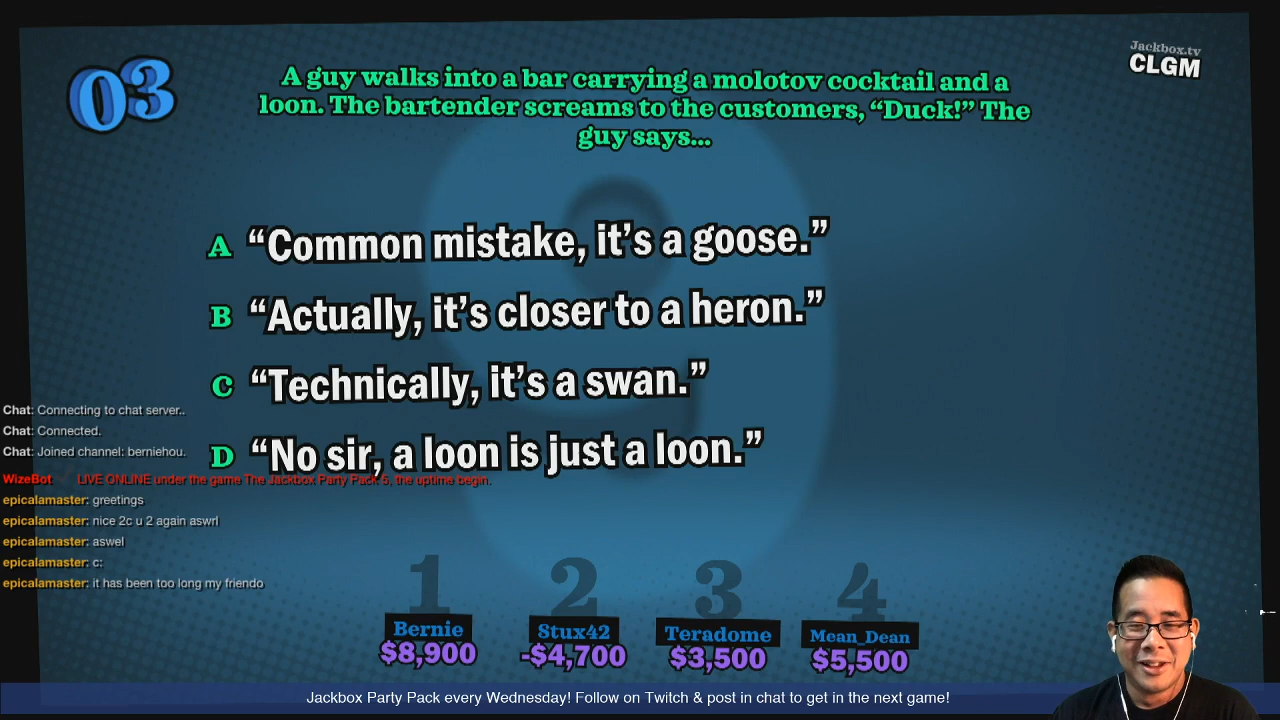 03
A guy walks into a bar carrying a molotov cocktail and a
loon. The bartender screams to the customers, “Duck!” The
guy says...
Jackbox.tv
CLGM
9
A “Common mistake, it’s a goose.”
B “Actually, it’s closer to a heron.”
C “Technically, it’s a swan.”
D “No sir, a loon is just a loon.”
Chat: Connecting to chat server..
Chat: Connected.
Chat: Joined channel: berniehou.
WizeBot LIVE ONLINE under the game The Jackbox Party Pack 5, the uptime begin.
epicalamaster: greetings
epicalamaster: nice 2c u 2 again aswrl
epicalamaster: aswel
epicalamaster: c:
epicalamaster: it has been too long my friendo
1 2 3 4
Bernie Stux42 Teradome Mean_Dean
$8,900 -$4,700 $3,500 $5,500
Jackbox Party Pack every Wednesday! Follow on Twitch & post in chat to get in the next game!